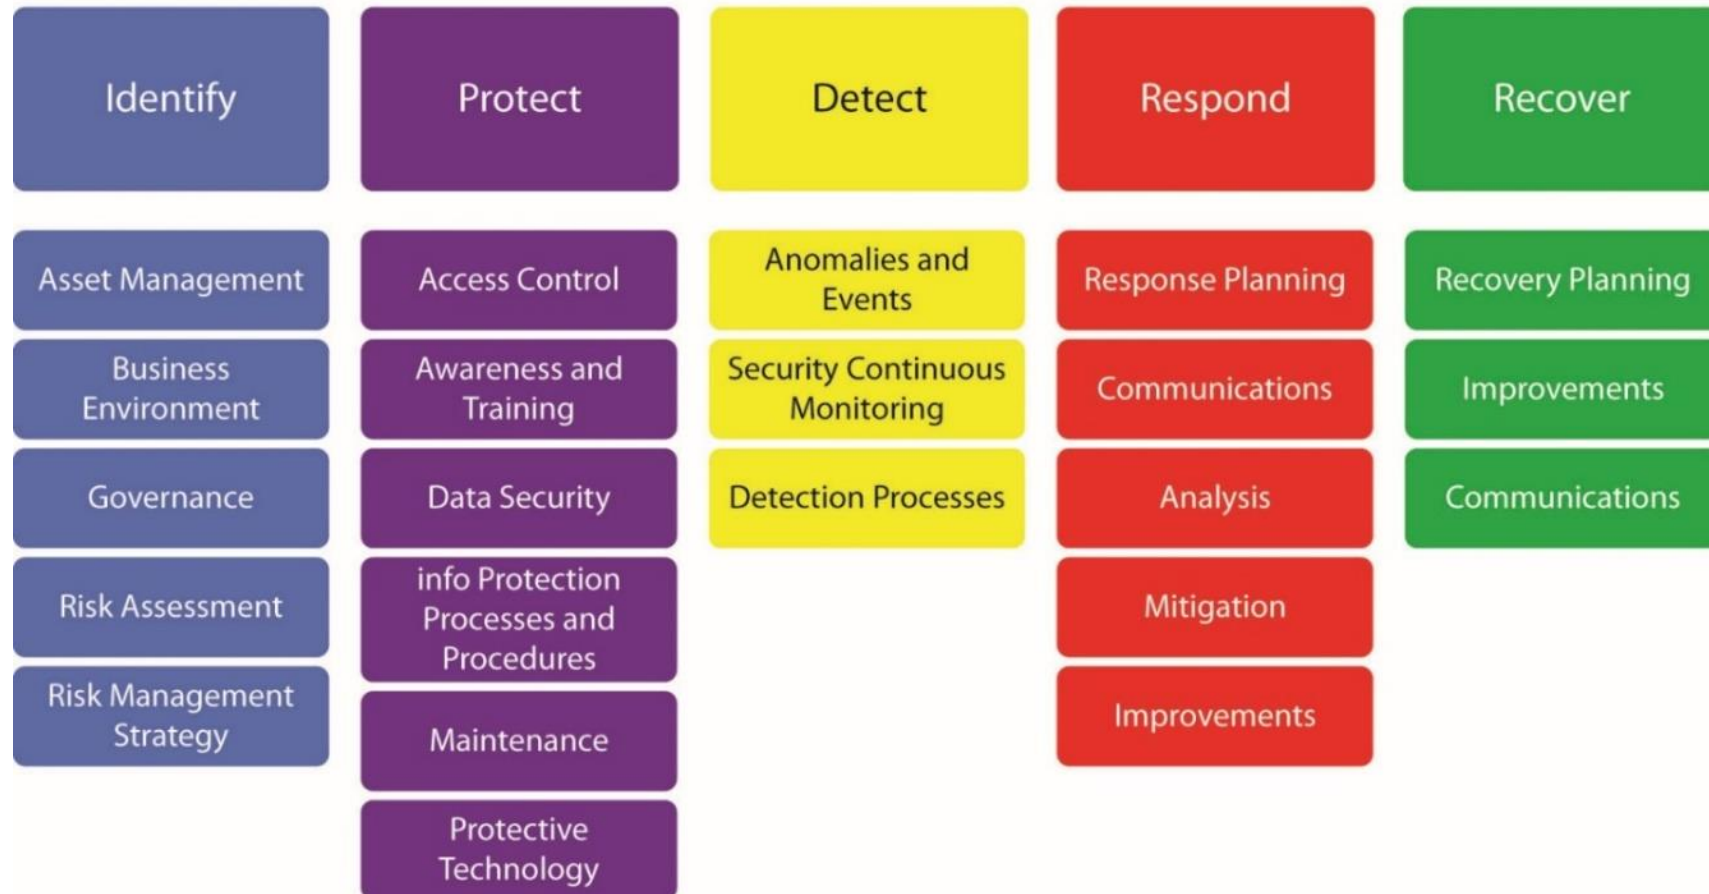 Identify
Protect
Detect
Respond
Recover
Asset Management
Business
Environment
Governance
Risk Assessment
Risk Management
Strategy
Access Control
Awareness and
Training
Data Security
info Protection
Processes and
Procedures
Maintenance
Protective
Technology
Anomalies and
Events
Security Continuous
Monitoring
Detection Processes
Response Planning
Communications
Analysis
Mitigation
Improvements
Recovery Planning
Improvements
Communications